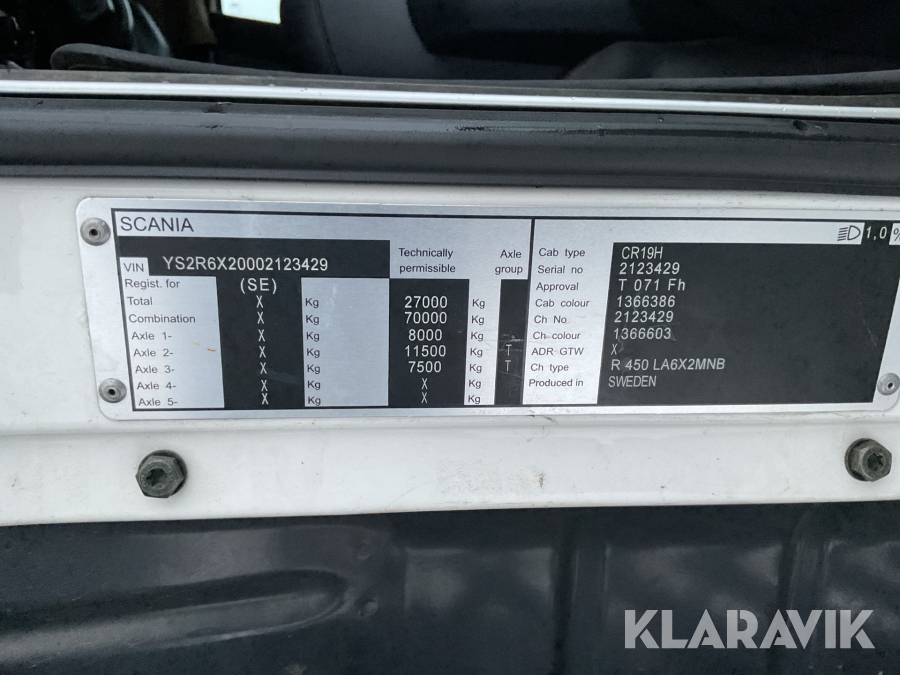 SCANIA
VIN YS2R6X20002123429 Technically permissible Axle group
Regist. for (SE)
Total X Kg 27000 Kg
Combination X Kg 70000 Kg
Axle 1- X Kg 8000 Kg
Axle 2- X Kg 11500 Kg T
Axle 3- X Kg 7500 Kg T
Axle 4- X Kg X Kg
Axle 5- X Kg X Kg
1,0 %
Cab type CR19H
Serial no 2123429
Approval T 071 Fh
Cab colour 1366386
Ch No 2123429
Ch colour 1366603
ADR GTW X
Ch type R 450 LA6X2MNB
Produced in SWEDEN
KLARAVIK